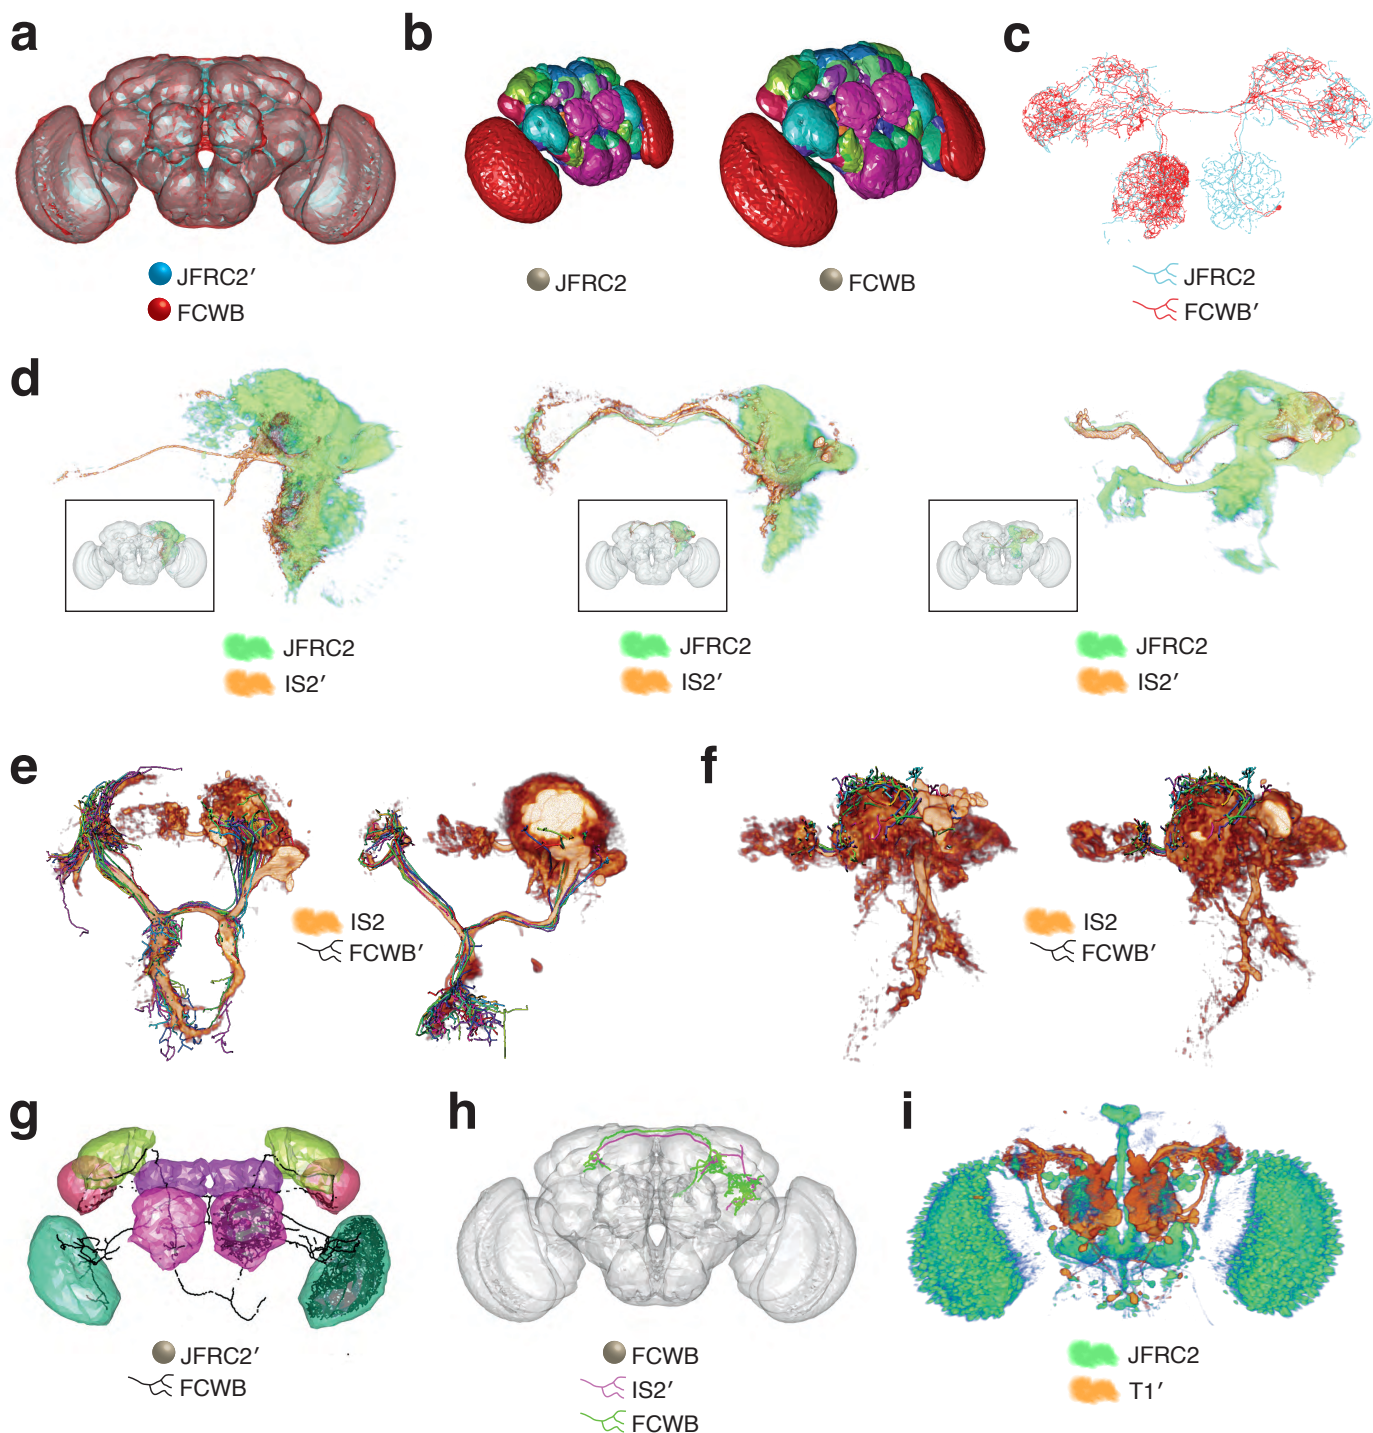 a
b
c
JFRC2′
FCWB
JFRC2
FCWB
JFRC2
FCWB′
d
JFRC2
IS2′
JFRC2
IS2′
JFRC2
IS2′
e
f
IS2
FCWB′
IS2
FCWB′
g
h
i
JFRC2′
FCWB
FCWB
IS2′
FCWB
JFRC2
T1′